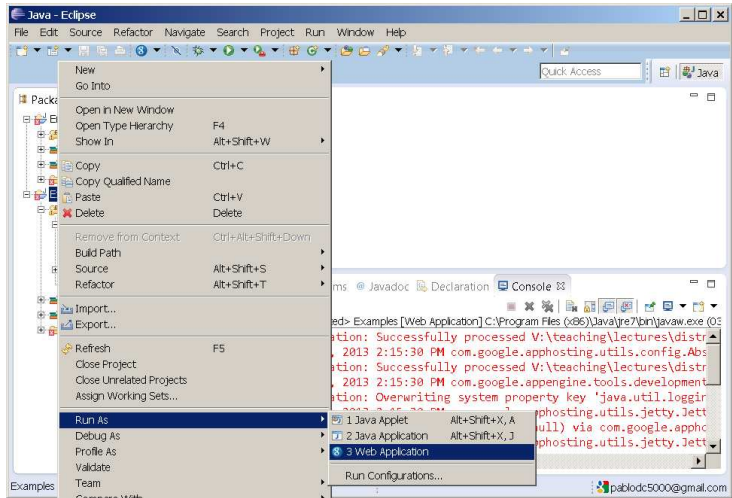 Java - Eclipse
File Edit Source Refactor Navigate Search Project Run Window Help
Quick Access
Java
Packa
New
Go Into
Open in New Window
Open Type Hierarchy F4
Show In Alt+Shift+W
Copy Ctrl+C
Copy Qualified Name
Paste Ctrl+V
Delete Delete
Remove from Context Ctrl+Alt+Shift+Down
Build Path
Source Alt+Shift+S
Refactor Alt+Shift+T
Import...
Export...
Refresh F5
Close Project
Close Unrelated Projects
Assign Working Sets...
Run As
Debug As
Profile As
Validate
Team
Compare With
ms @ Javadoc Declaration Console
ed> Examples [Web Application] C:\Program Files (x86)\Java\jre7\bin\javaw.exe (03
ation: Successfully processed V:\teaching\lectures\distr
, 2013 2:15:30 PM com.google.apphosting.utils.config.Abs
ation: Successfully processed V:\teaching\lectures\distr
, 2013 2:15:30 PM com.google.appengine.tools.development
ation: Overwriting system property key 'java.util.loggin
phosting.utils.jetty.Jett
ull) via com.google.appho
phosting.utils.jetty.Jett
1 Java Applet Alt+Shift+X, A
2 Java Application Alt+Shift+X, J
3 Web Application
Run Configurations...
Examples
pablodc5000@gmail.com